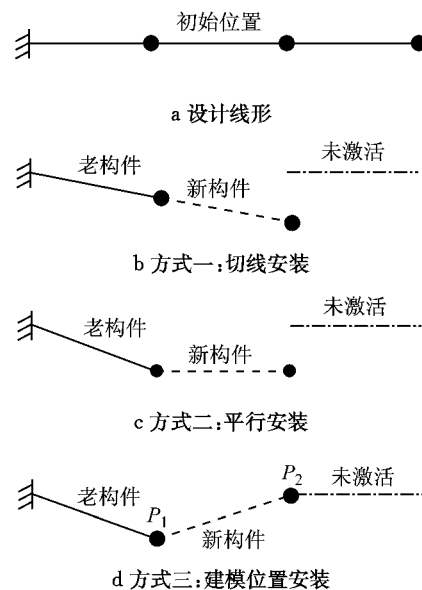 初始位置
a 设计线形
未激活
老构件
新构件
b 方式一:切线安装
未激活
老构件
新构件
c 方式二:平行安装
P2
未激活
老构件
P1
新构件
d 方式三:建模位置安装